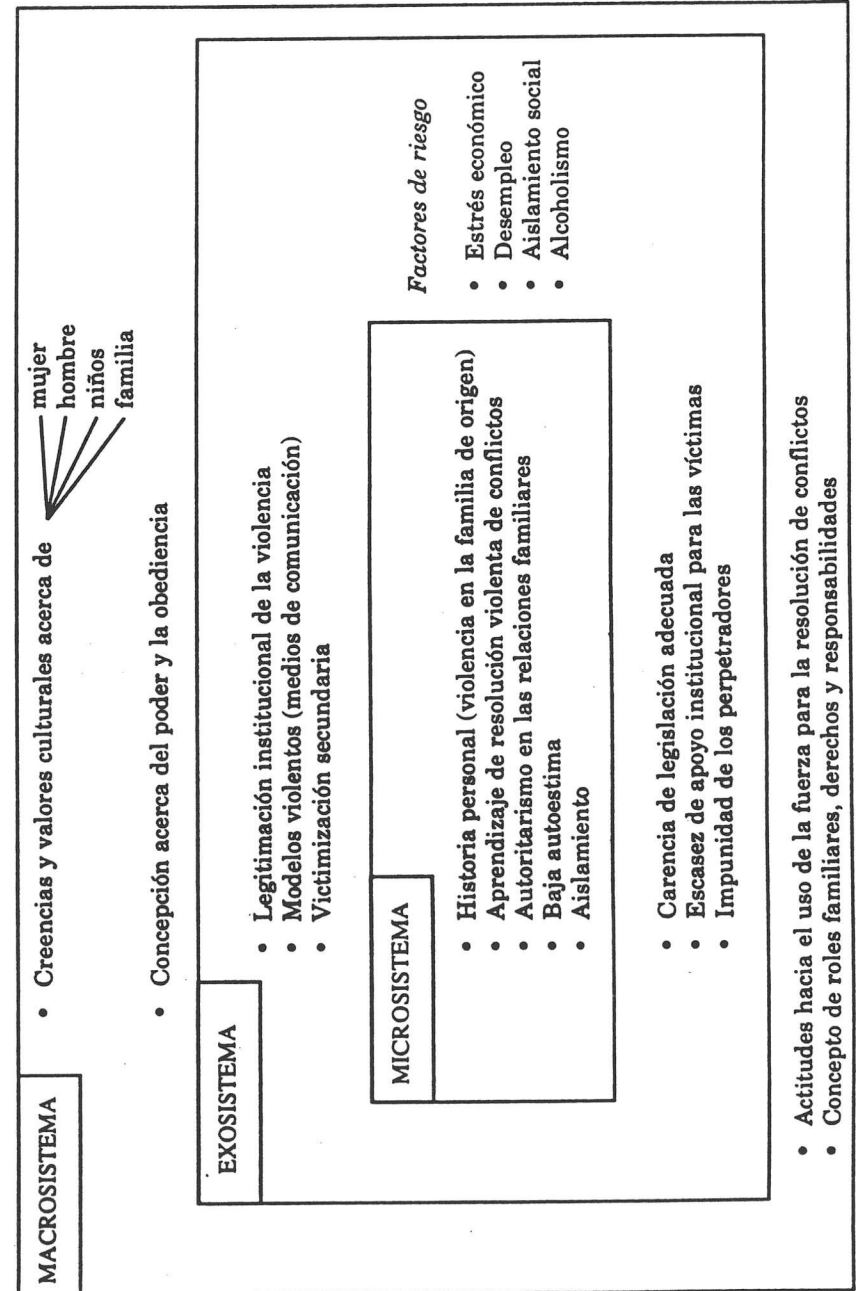 MACROSISTEMA
• Creencias y valores culturales acerca de
mujer
hombre
niños
familia
• Concepción acerca del poder y la obediencia
EXOSISTEMA
• Legitimación institucional de la violencia
• Modelos violentos (medios de comunicación)
• Victimización secundaria
MICROSISTEMA
• Historia personal (violencia en la familia de origen)
• Aprendizaje de resolución violenta de conflictos
• Autoritarismo en las relaciones familiares
• Baja autoestima
• Aislamiento
Factores de riesgo
• Estrés económico
• Desempleo
• Aislamiento social
• Alcoholismo
• Carencia de legislación adecuada
• Escasez de apoyo institucional para las víctimas
• Impunidad de los perpetradores
• Actitudes hacia el uso de la fuerza para la resolución de conflictos
• Concepto de roles familiares, derechos y responsabilidades